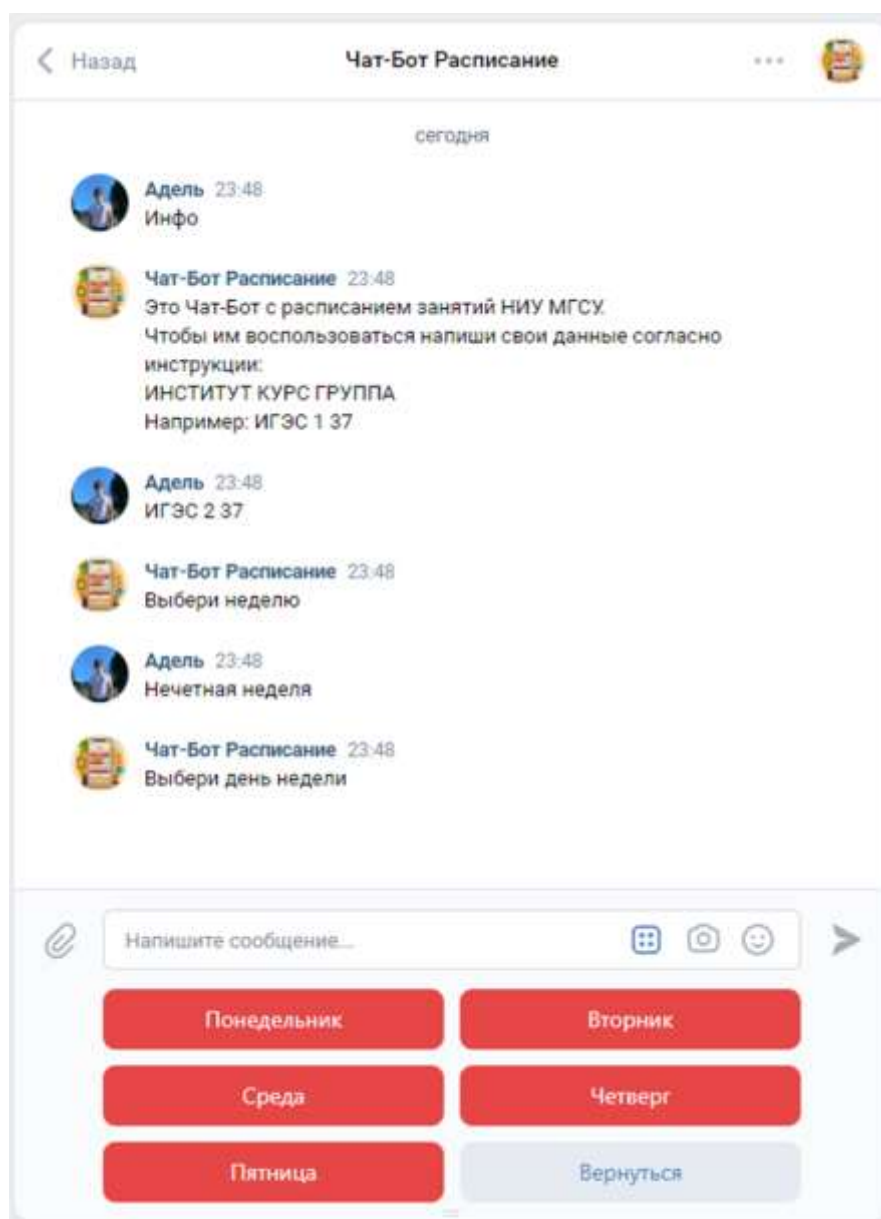 Назад
Чат-Бот Расписание
сегодня
Адель 23:48
Инфо
Чат-Бот Расписание 23:48
Это Чат-Бот с расписанием занятий НИУ МГСУ.
Чтобы им воспользоваться напиши свои данные согласно
инструкции:
ИНСТИТУТ КУРС ГРУППА
Например: ИГЭС 1 37
Адель 23:48
ИГЭС 2 37
Чат-Бот Расписание 23:48
Выбери неделю
Адель 23:48
Нечетная неделя
Чат-Бот Расписание 23:48
Выбери день недели
Напишите сообщение...
Понедельник
Вторник
Среда
Четверг
Пятница
Вернуться